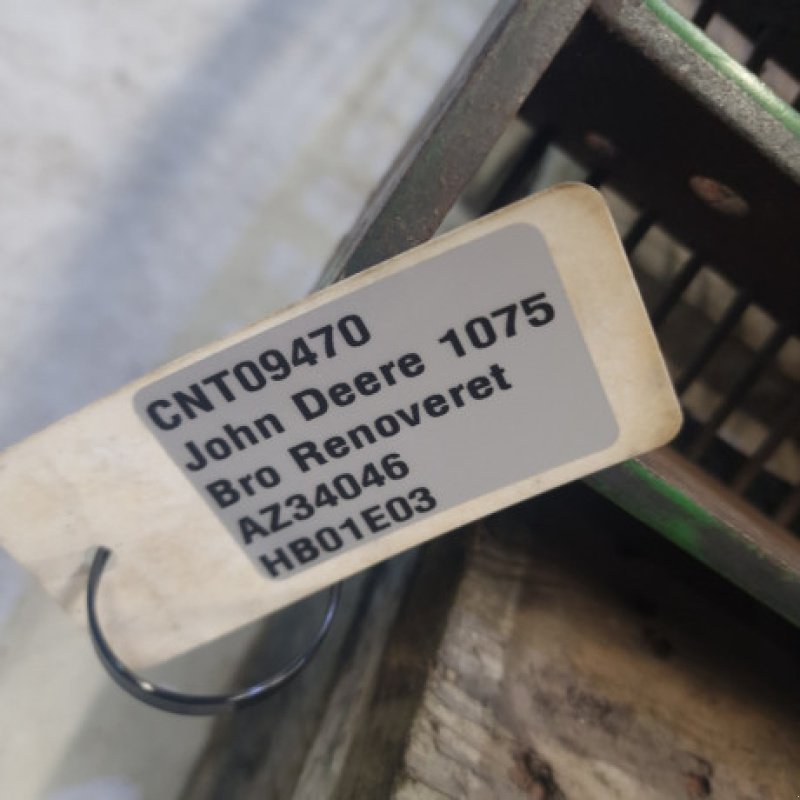 CNT09470
John Deere 1075
Bro Renoveret
AZ34046
HB01E03